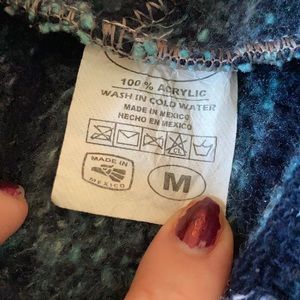 100 % ACRYLIC
WASH IN COLD WATER
MADE IN MEXICO
HECHO EN MEXICO
MADE IN
MEXICO
M